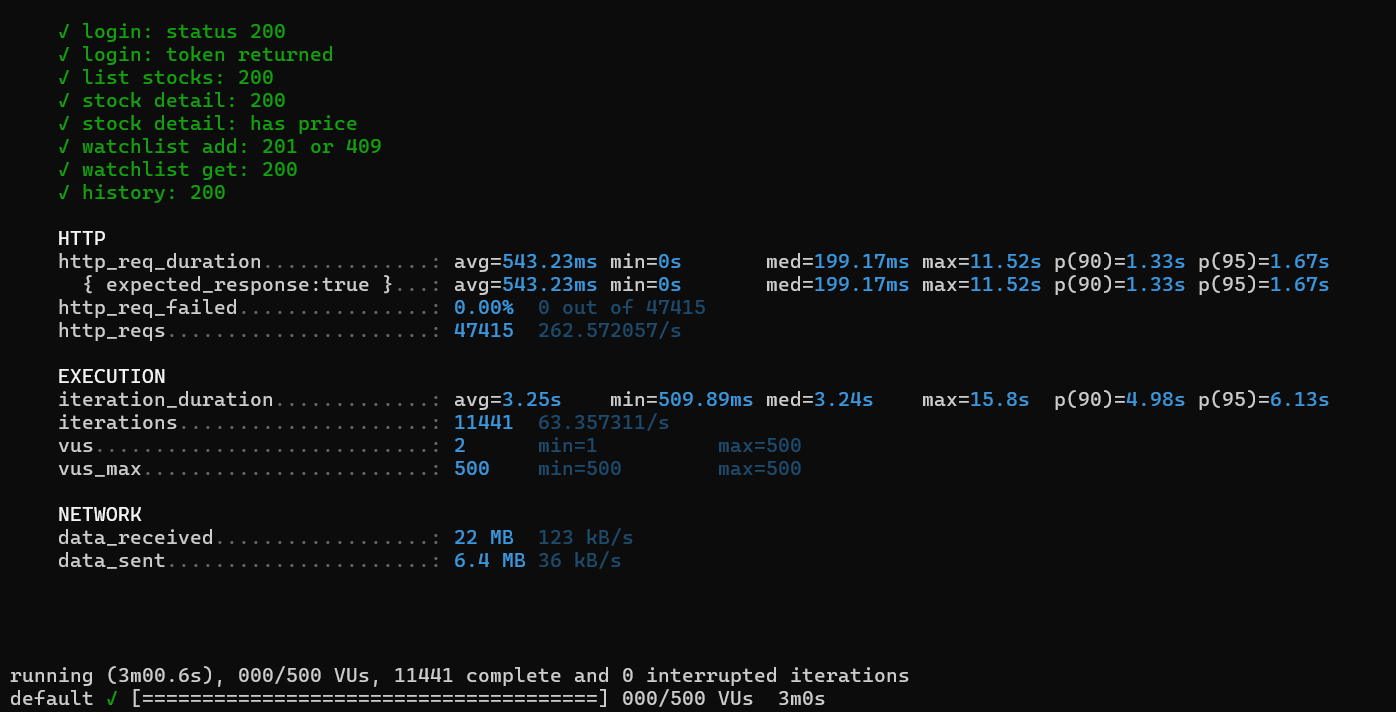 ✓ login: status 200
✓ login: token returned
✓ list stocks: 200
✓ stock detail: 200
✓ stock detail: has price
✓ watchlist add: 201 or 409
✓ watchlist get: 200
✓ history: 200
HTTP
http_req_duration..............: avg=543.23ms min=0s       med=199.17ms max=11.52s p(90)=1.33s p(95)=1.67s
  { expected_response:true }...: avg=543.23ms min=0s       med=199.17ms max=11.52s p(90)=1.33s p(95)=1.67s
http_req_failed................: 0.00%  0 out of 47415
http_reqs......................: 47415  262.572057/s
EXECUTION
iteration_duration.............: avg=3.25s    min=509.89ms med=3.24s    max=15.8s  p(90)=4.98s p(95)=6.13s
iterations.....................: 11441  63.357311/s
vus............................: 2      min=1          max=500
vus_max........................: 500    min=500        max=500
NETWORK
data_received..................: 22 MB  123 kB/s
data_sent......................: 6.4 MB 36 kB/s
running (3m00.6s), 000/500 VUs, 11441 complete and 0 interrupted iterations
default ✓ [======================================] 000/500 VUs  3m0s